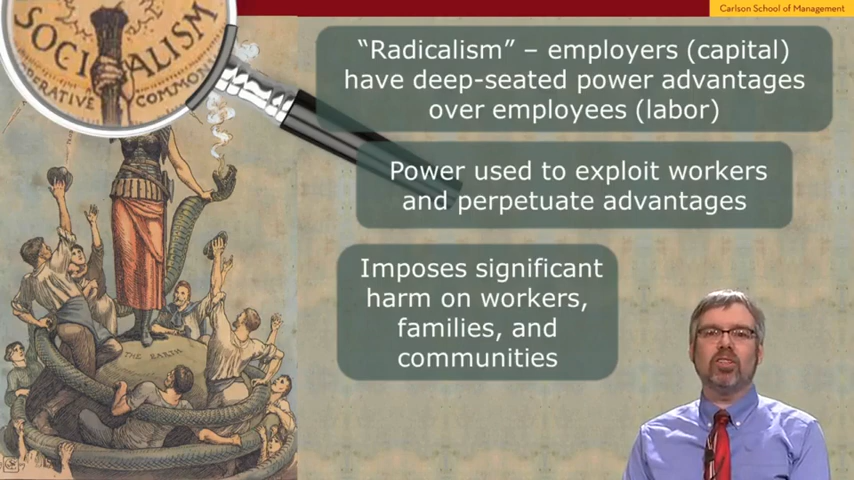 Carlson School of Management
SOCIALISM
OPERATIVE COMMON
"Radicalism" – employers (capital)
have deep-seated power advantages
over employees (labor)
Power used to exploit workers
and perpetuate advantages
Imposes significant
harm on workers,
families, and
communities
THE EARTH